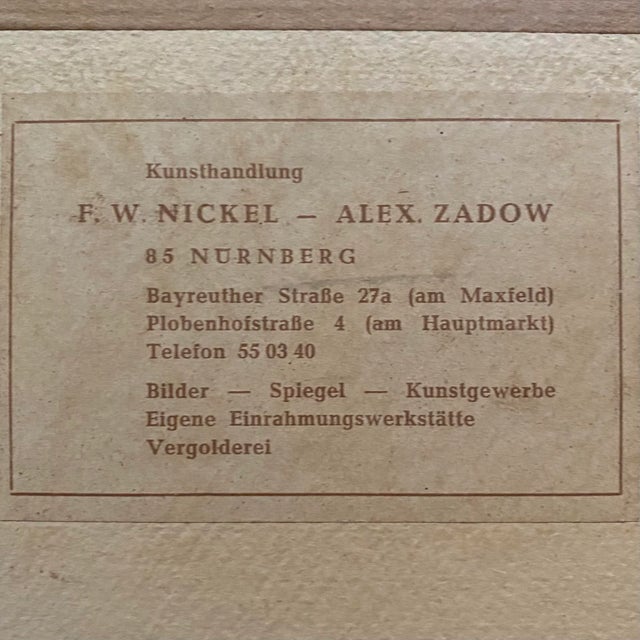 Kunsthandlung
F. W. NICKEL — ALEX. ZADOW
85 NÜRNBERG
Bayreuther Straße 27a (am Maxfeld)
Plobenhofstraße 4 (am Hauptmarkt)
Telefon 55 03 40
Bilder — Spiegel — Kunstgewerbe
Eigene Einrahmungswerkstätte
Vergolderei